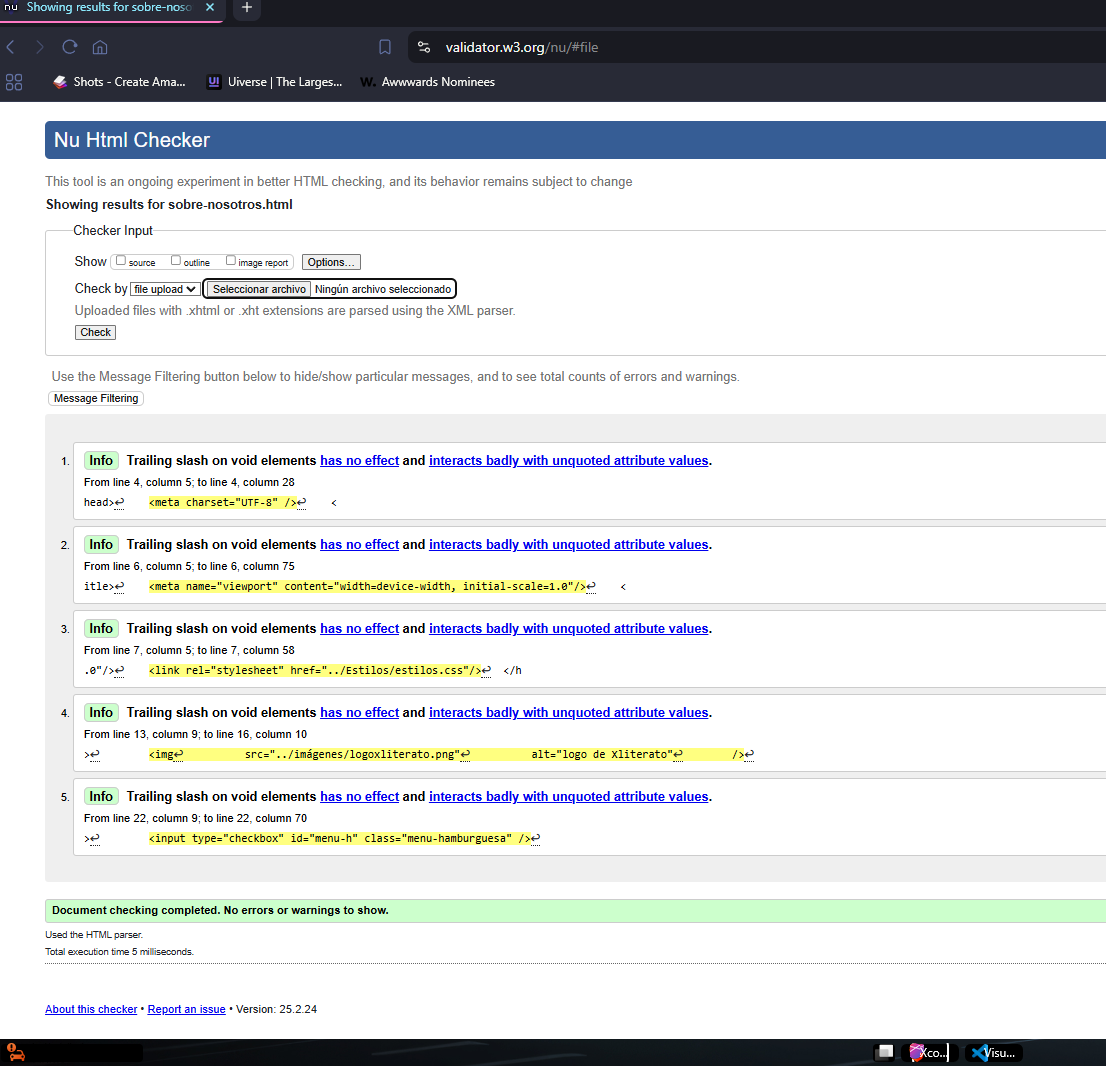 nu Showing results for sobre-noso × +
validator.w3.org/nu/#file
Shots - Create Ama... UI Uiverse | The Larges... W. Awwwards Nominees
Nu Html Checker
This tool is an ongoing experiment in better HTML checking, and its behavior remains subject to change
Showing results for sobre-nosotros.html
Checker Input
Show source outline image report Options...
Check by file upload Seleccionar archivo Ningún archivo seleccionado
Uploaded files with .xhtml or .xht extensions are parsed using the XML parser.
Check
Use the Message Filtering button below to hide/show particular messages, and to see total counts of errors and warnings.
Message Filtering
1. Info Trailing slash on void elements has no effect and interacts badly with unquoted attribute values.
From line 4, column 5; to line 4, column 28
head>↩ <meta charset="UTF-8" />↩ <
2. Info Trailing slash on void elements has no effect and interacts badly with unquoted attribute values.
From line 6, column 5; to line 6, column 75
itle>↩ <meta name="viewport" content="width=device-width, initial-scale=1.0"/>↩ <
3. Info Trailing slash on void elements has no effect and interacts badly with unquoted attribute values.
From line 7, column 5; to line 7, column 58
.0"/>↩ <link rel="stylesheet" href="../Estilos/estilos.css"/>↩ </h
4. Info Trailing slash on void elements has no effect and interacts badly with unquoted attribute values.
From line 13, column 9; to line 16, column 10
>↩ <img↩ src="../imágenes/logoxliterato.png"↩ alt="logo de Xliterato"↩ />↩
5. Info Trailing slash on void elements has no effect and interacts badly with unquoted attribute values.
From line 22, column 9; to line 22, column 70
>↩ <input type="checkbox" id="menu-h" class="menu-hamburguesa" />↩
Document checking completed. No errors or warnings to show.
Used the HTML parser.
Total execution time 5 milliseconds.
About this checker • Report an issue • Version: 25.2.24
Xco... Visu...